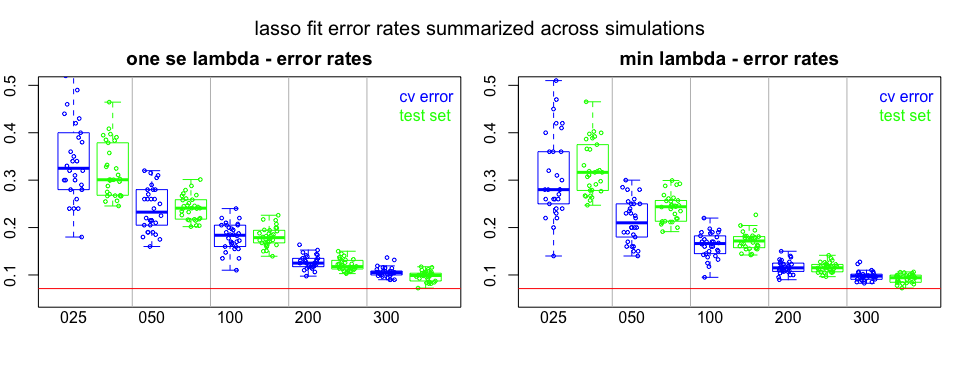 lasso fit error rates summarized across simulations
one se lambda - error rates
cv error
test set
0.5
0.4
0.3
0.2
0.1
025 050 100 200 300
min lambda - error rates
cv error
test set
0.5
0.4
0.3
0.2
0.1
025 050 100 200 300